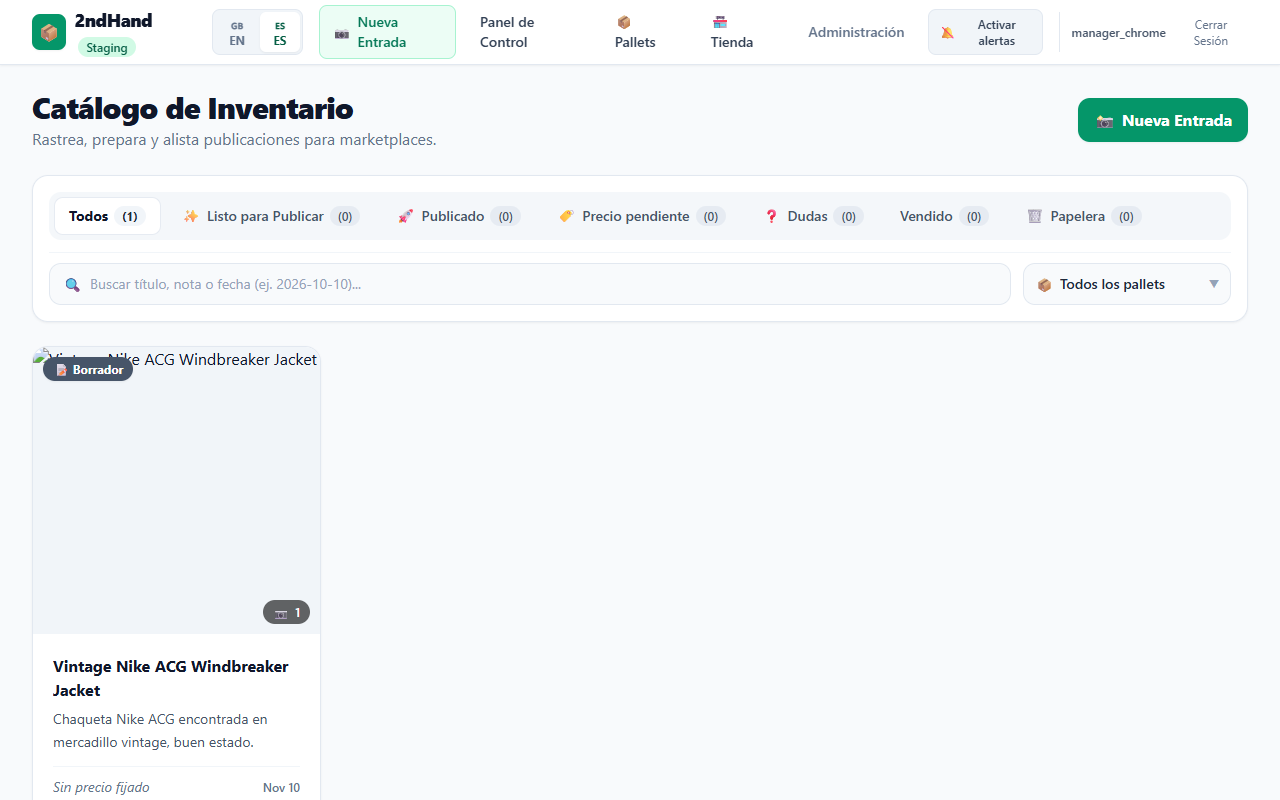 2ndHand
Staging
GB
EN
ES
ES
Nueva
Entrada
Panel de
Control
Pallets
Tienda
Administración
Activar
alertas
manager_chrome
Cerrar
Sesión
Catálogo de Inventario
Rastrea, prepara y alista publicaciones para marketplaces.
Nueva Entrada
Todos (1)
Listo para Publicar (0)
Publicado (0)
Precio pendiente (0)
Dudas (0)
Vendido (0)
Papelera (0)
Buscar título, nota o fecha (ej. 2026-10-10)...
Todos los pallets
Vintage Nike ACG Windbreaker Jacket
Borrador
1
Vintage Nike ACG Windbreaker
Jacket
Chaqueta Nike ACG encontrada en
mercadillo vintage, buen estado.
Sin precio fijado
Nov 10